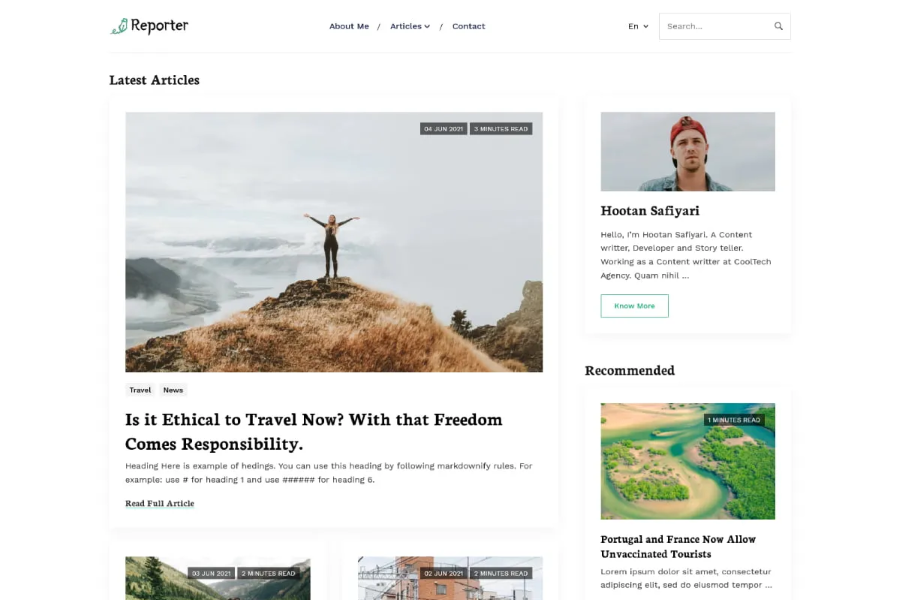 Reporter
About Me / Articles / Contact
En
Search...
Latest Articles
04 JUN 2021 3 MINUTES READ
Travel News
Is it Ethical to Travel Now? With that Freedom
Comes Responsibility.
Heading Here is example of hedings. You can use this heading by following markdownify rules. For
example: use # for heading 1 and use ###### for heading 6.
Read Full Article
03 JUN 2021 2 MINUTES READ
02 JUN 2021 2 MINUTES READ
Hootan Safiyari
Hello, I'm Hootan Safiyari. A Content
writter, Developer and Story teller.
Working as a Content writter at CoolTech
Agency. Quam nihil ...
Know More
Recommended
1 MINUTES READ
Portugal and France Now Allow
Unvaccinated Tourists
Lorem ipsum dolor sit amet, consectetur
adipiscing elit, sed do eiusmod tempor ...